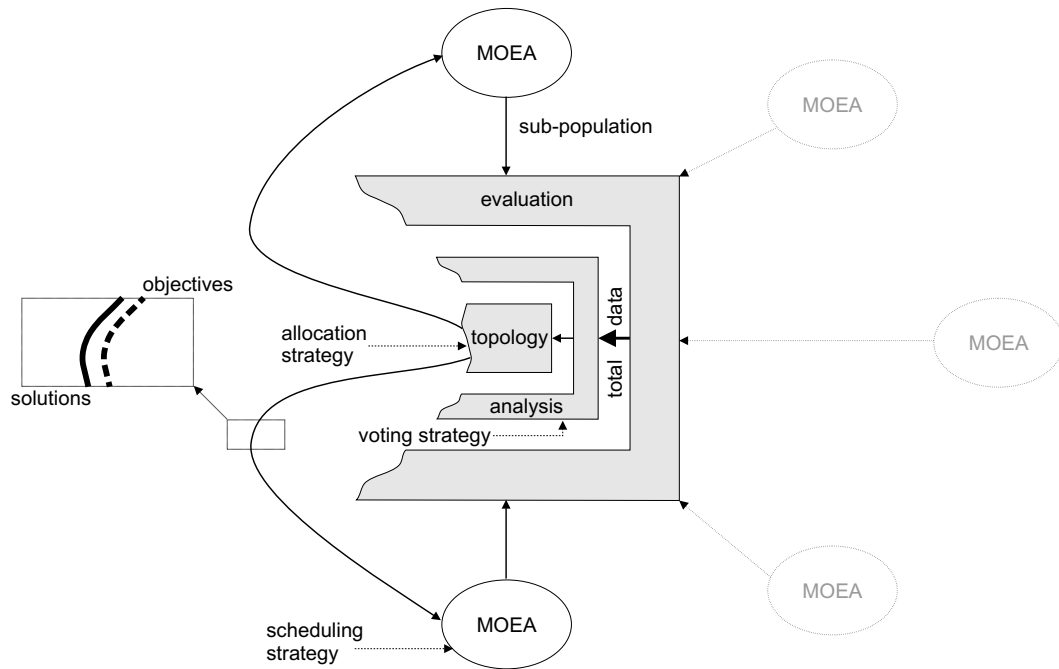 MOEA
MOEA
sub-population
evaluation
objectives
data
allocation
strategy
topology
MOEA
total
solutions
analysis
voting strategy
MOEA
MOEA
scheduling
strategy